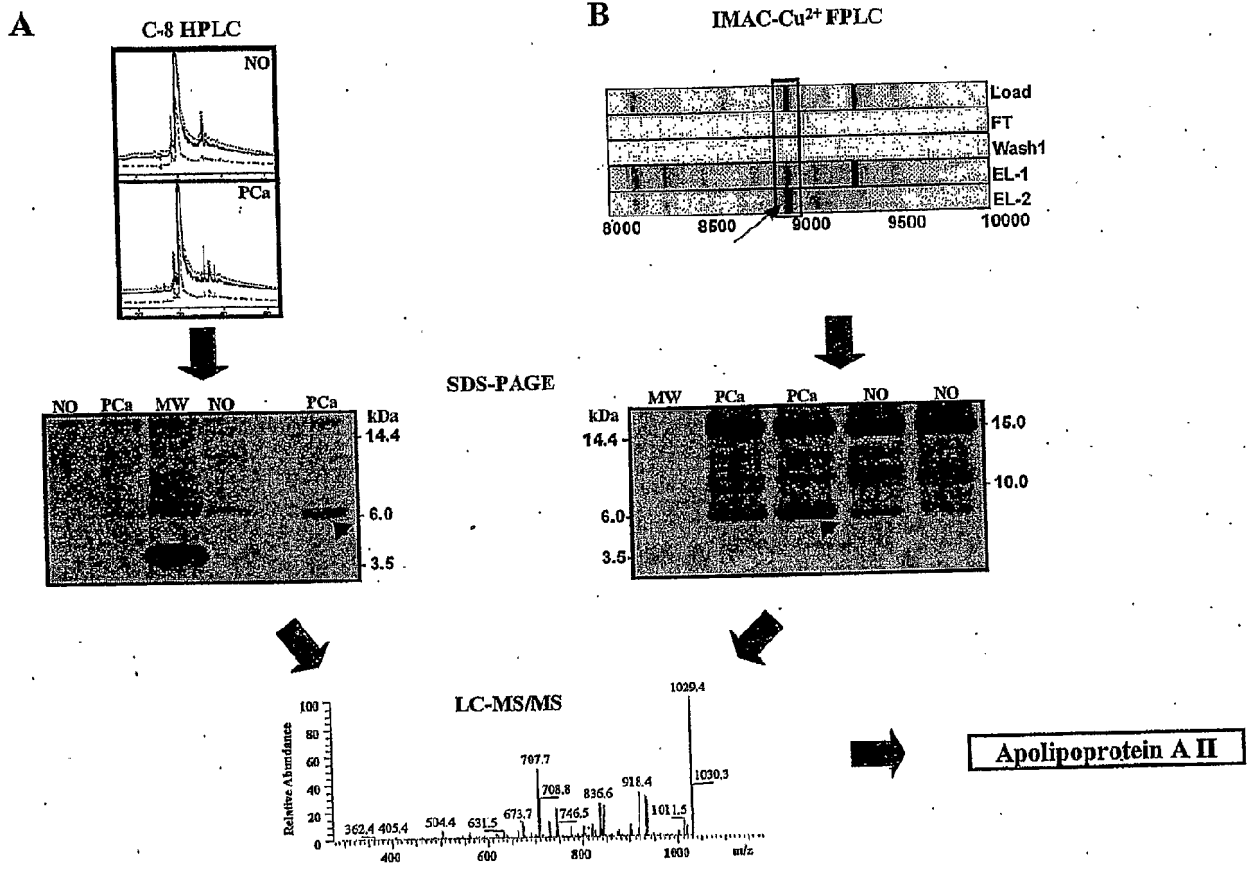 A
C-8 HPLC
NO
PCa
B
IMAC-Cu²⁺ FPLC
Load
FT
Wash1
EL-1
EL-2
8000 8500 9000 9500 10000
SDS-PAGE
NO PCa MW NO PCa
kDa
14.4
6.0
3.5
MW PCa PCa NO NO
kDa
14.4
6.0
3.5
15.0
10.0
LC-MS/MS
Relative Abundance
100
80
60
40
20
0
362.4 405.4 504.4 631.5 673.7 707.7 708.8 746.5 836.6 918.4 1011.5 1029.4 1030.3
400 600 800 1000 m/z
Apolipoprotein A II